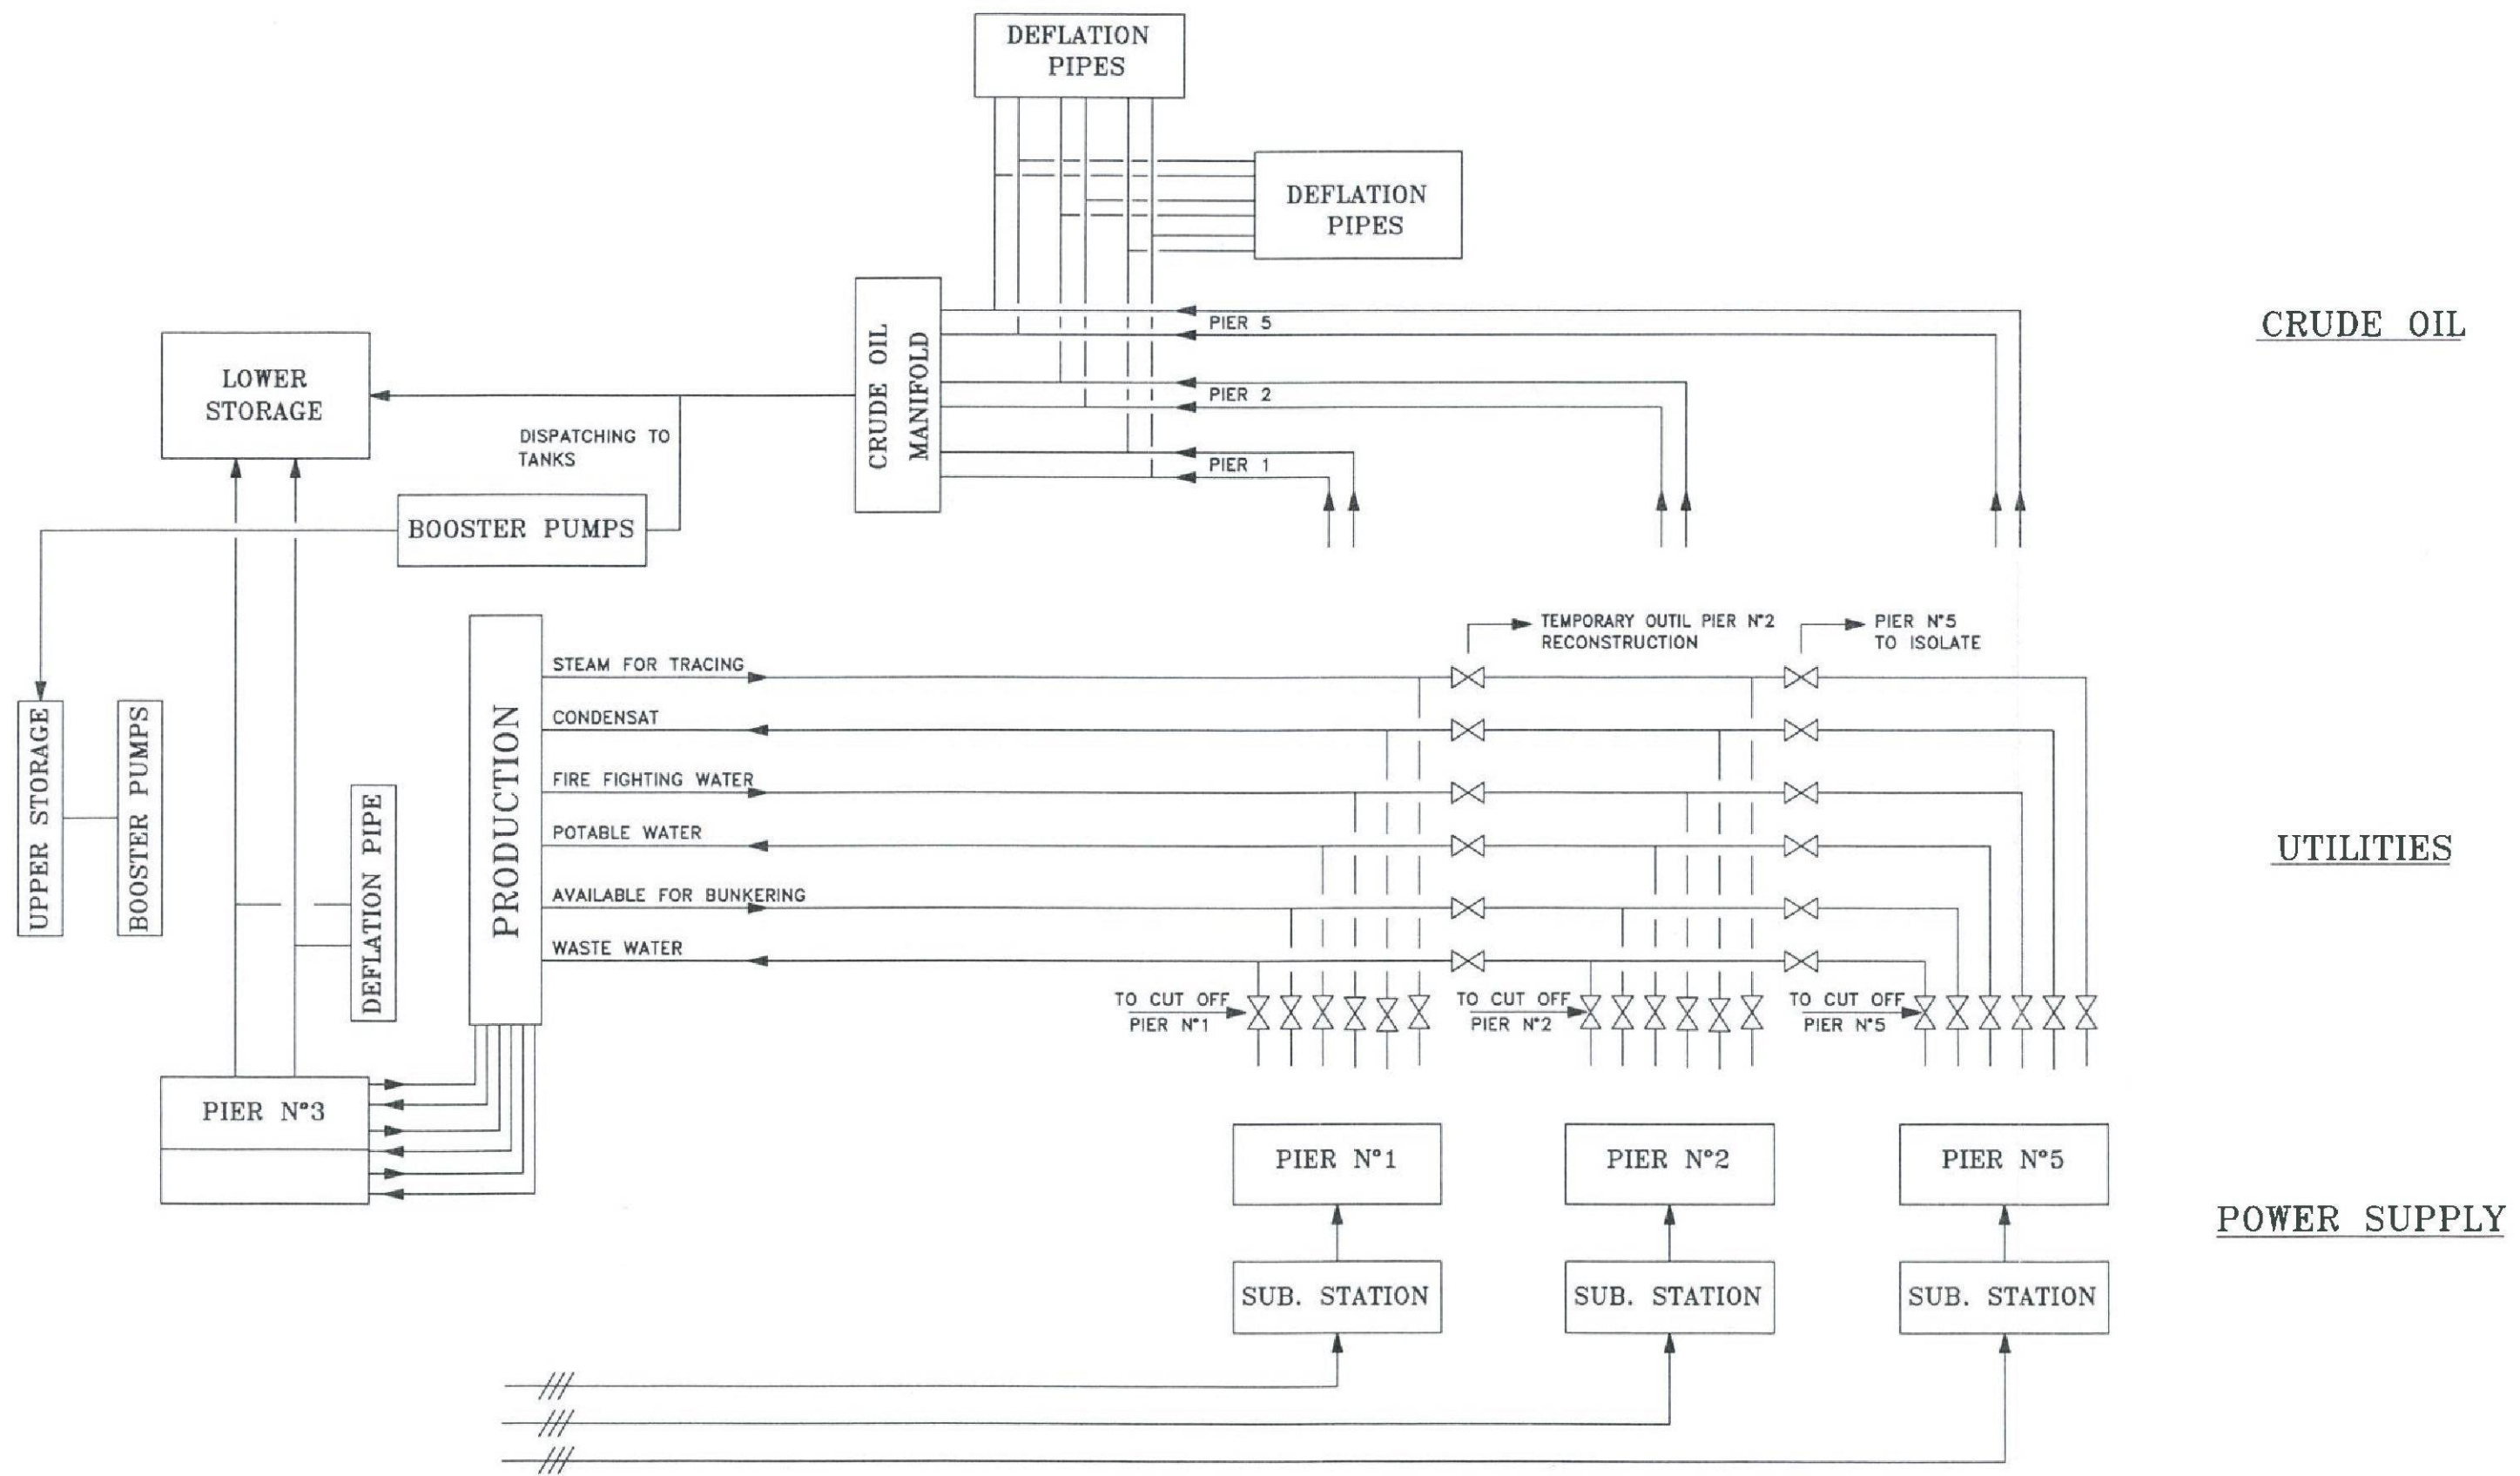 DEFLATION
PIPES
DEFLATION
PIPES
CRUDE OIL
MANIFOLD
PIER 5
PIER 2
PIER 1
CRUDE OIL
LOWER
STORAGE
DISPATCHING TO
TANKS
BOOSTER PUMPS
UPPER STORAGE
BOOSTER PUMPS
DEFLATION PIPE
PRODUCTION
STEAM FOR TRACING
CONDENSAT
FIRE FIGHTING WATER
POTABLE WATER
AVAILABLE FOR BUNKERING
WASTE WATER
TEMPORARY OUTIL PIER N°2
RECONSTRUCTION
PIER N°5
TO ISOLATE
UTILITIES
TO CUT OFF
PIER N°1
TO CUT OFF
PIER N°2
TO CUT OFF
PIER N°5
PIER N°3
PIER N°1
PIER N°2
PIER N°5
POWER SUPPLY
SUB. STATION
SUB. STATION
SUB. STATION